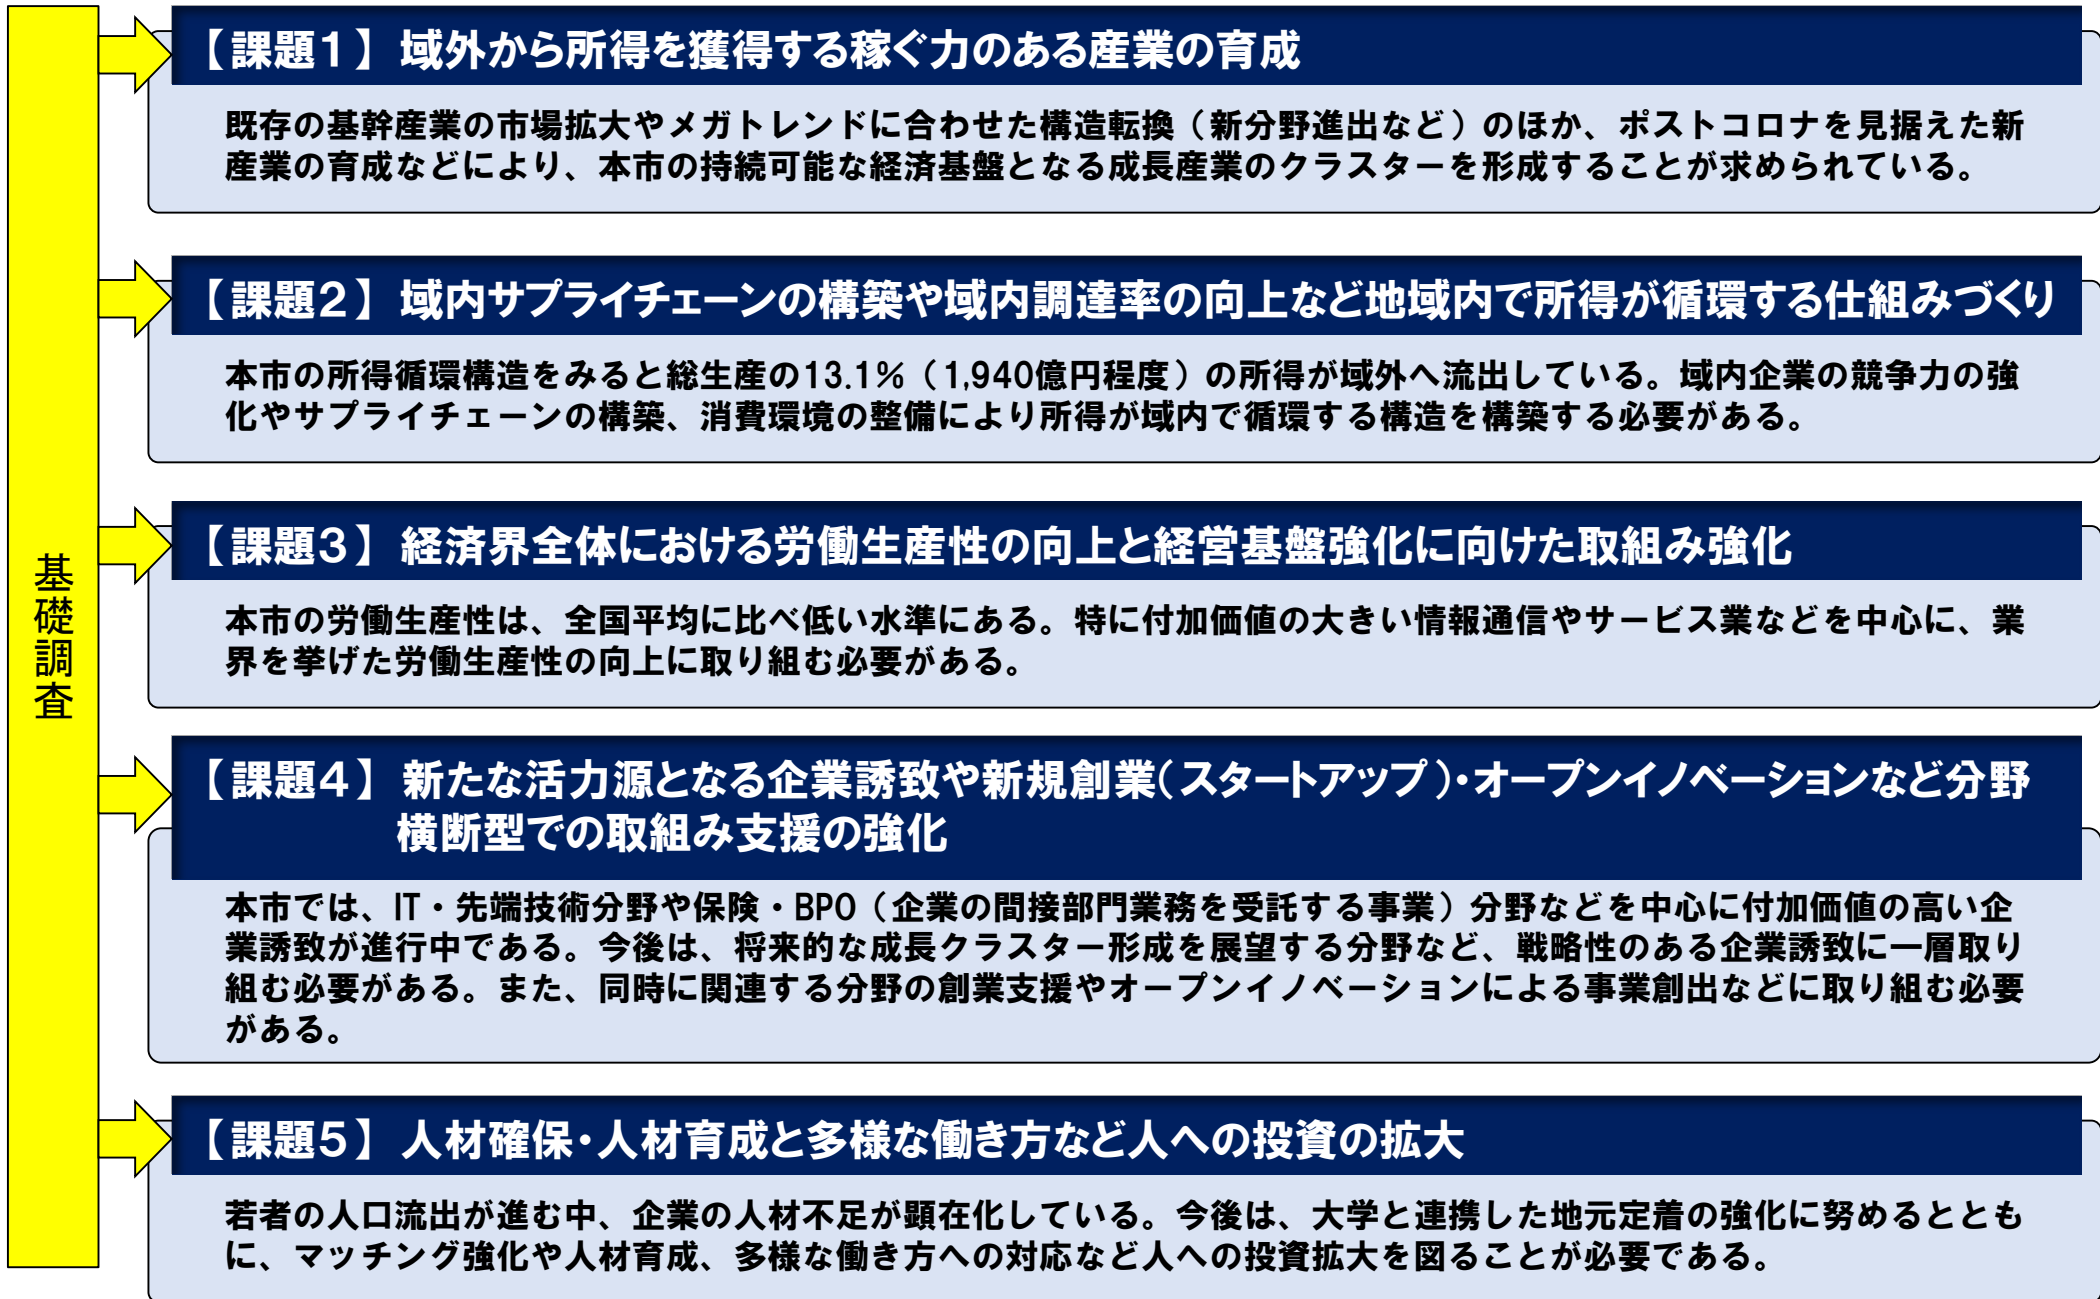 基礎調査
【課題1】 域外から所得を獲得する稼ぐ力のある産業の育成
既存の基幹産業の市場拡大やメガトレンドに合わせた構造転換（新分野進出など）のほか、ポストコロナを見据えた新
産業の育成などにより、本市の持続可能な経済基盤となる成長産業のクラスターを形成することが求められている。
【課題2】 域内サプライチェーンの構築や域内調達率の向上など地域内で所得が循環する仕組みづくり
本市の所得循環構造をみると総生産の13.1%（1,940億円程度）の所得が域外へ流出している。域内企業の競争力の強
化やサプライチェーンの構築、消費環境の整備により所得が域内で循環する構造を構築する必要がある。
【課題3】 経済界全体における労働生産性の向上と経営基盤強化に向けた取組み強化
本市の労働生産性は、全国平均に比べ低い水準にある。特に付加価値の大きい情報通信やサービス業などを中心に、業
界を挙げた労働生産性の向上に取り組む必要がある。
【課題4】 新たな活力源となる企業誘致や新規創業(スタートアップ)・オープンイノベーションなど分野
横断型での取組み支援の強化
本市では、IT・先端技術分野や保険・BPO（企業の間接部門業務を受託する事業）分野などを中心に付加価値の高い企
業誘致が進行中である。今後は、将来的な成長クラスター形成を展望する分野など、戦略性のある企業誘致に一層取り
組む必要がある。また、同時に関連する分野の創業支援やオープンイノベーションによる事業創出などに取り組む必要
がある。
【課題5】 人材確保・人材育成と多様な働き方など人への投資の拡大
若者の人口流出が進む中、企業の人材不足が顕在化している。今後は、大学と連携した地元定着の強化に努めるととも
に、マッチング強化や人材育成、多様な働き方への対応など人への投資拡大を図ることが必要である。